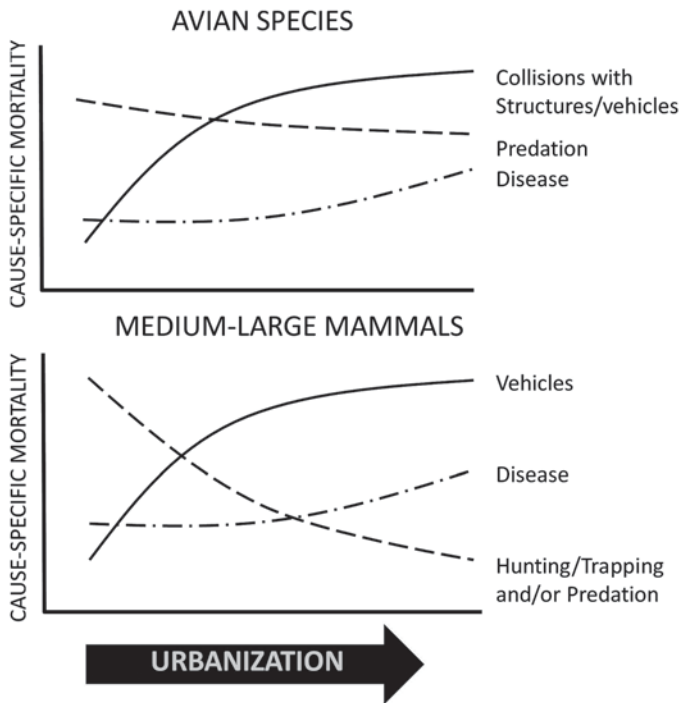 AVIAN SPECIES
CAUSE-SPECIFIC MORTALITY
Collisions with
Structures/vehicles
Predation
Disease
MEDIUM-LARGE MAMMALS
CAUSE-SPECIFIC MORTALITY
Vehicles
Disease
Hunting/Trapping
and/or Predation
URBANIZATION